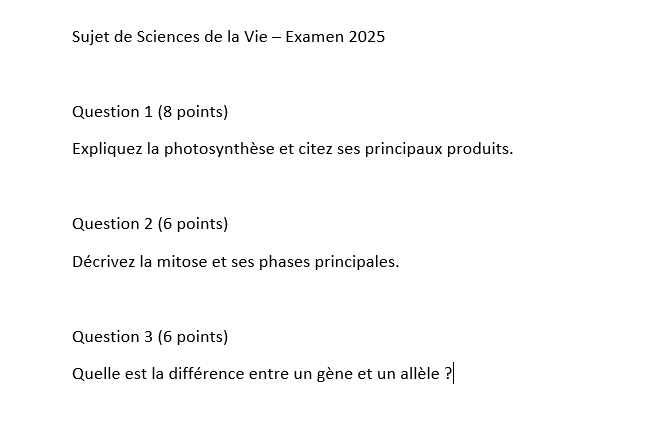 Sujet de Sciences de la Vie – Examen 2025
Question 1 (8 points)
Expliquez la photosynthèse et citez ses principaux produits.
Question 2 (6 points)
Décrivez la mitose et ses phases principales.
Question 3 (6 points)
Quelle est la différence entre un gène et un allèle ?